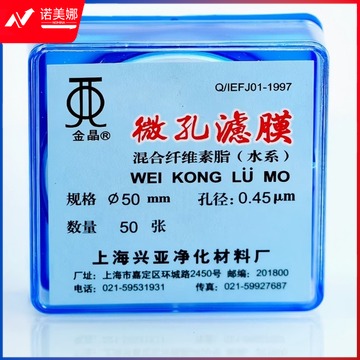 诺美娜
Q/IEFJ01-1997
金晶®
微孔滤膜
混合纤维素脂（水系）
WEI KONG LÜ MO
规格 Φ50 mm 孔径：0.45μm
数量 50 张
上海兴亚净化材料厂
厂址：上海市嘉定区环城路2450号 邮编：201800
电话：021-59531931 传真：021-59927687